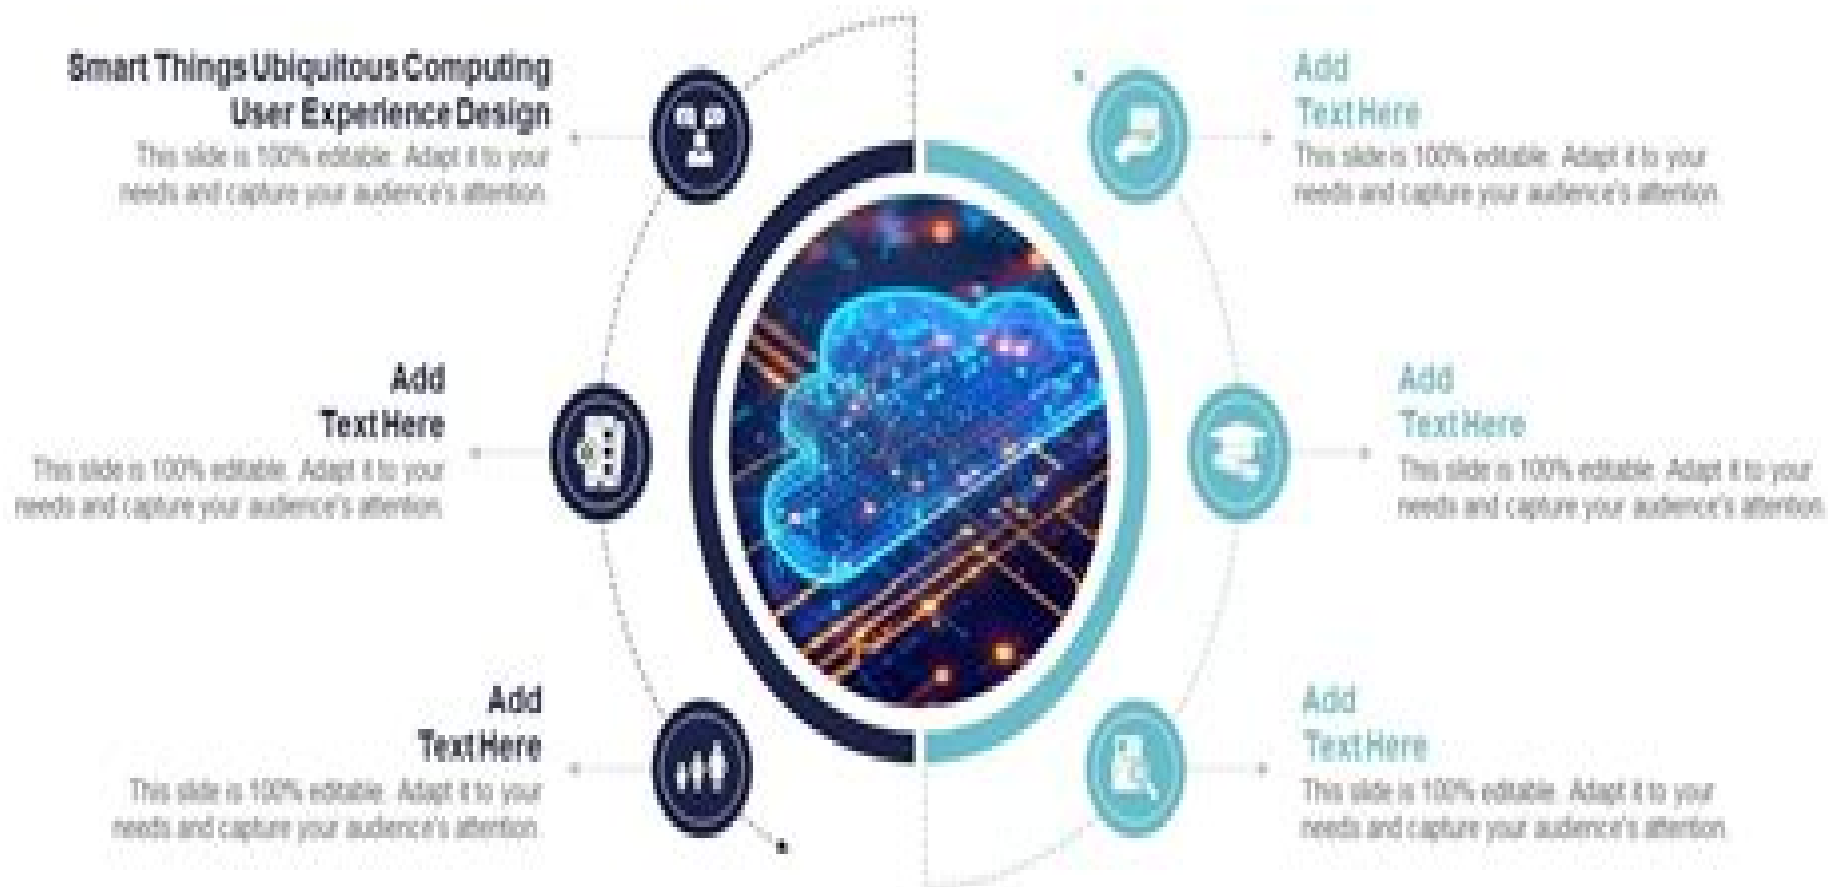 Smart Things Ubiquitous Computing
User Experience Design
This slide is 100% editable. Adapt it to your
needs and capture your audience's attention.
Add
Text Here
This slide is 100% editable. Adapt it to your
needs and capture your audience's attention.
Add
Text Here
This slide is 100% editable. Adapt it to your
needs and capture your audience's attention.
Add
Text Here
This slide is 100% editable. Adapt it to your
needs and capture your audience's attention.
Add
Text Here
This slide is 100% editable. Adapt it to your
needs and capture your audience's attention.
Add
Text Here
This slide is 100% editable. Adapt it to your
needs and capture your audience's attention.